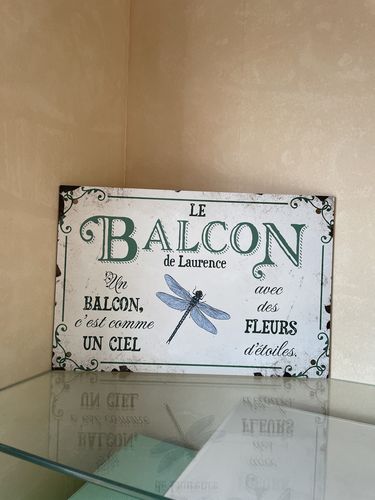 LE
BALCON
de Laurence
Un
BALCON,
c'est comme
UN CIEL
avec
des
FLEURS
d'étoiles.